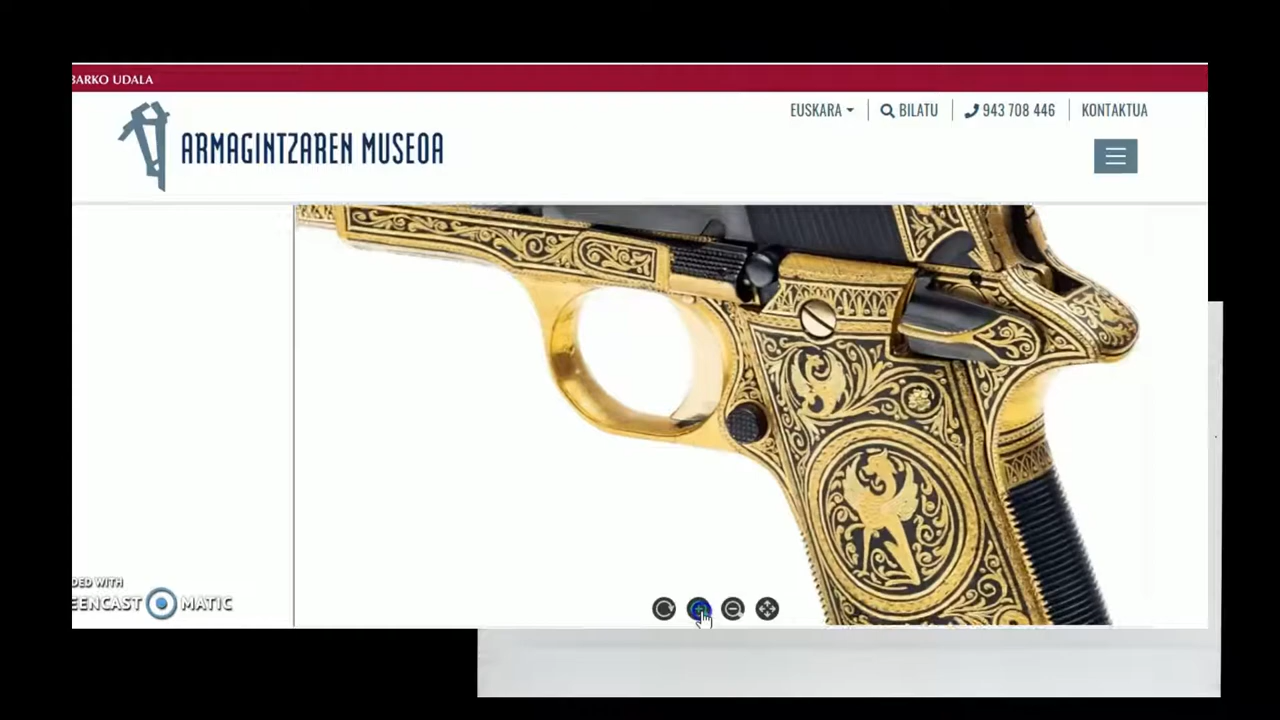 BARKO UDALA
EUSKARA
BILATU
943 708 446
KONTAKTUA
ARMAGINTZAREN MUSEOA
DED WITH
EENCAST MATIC